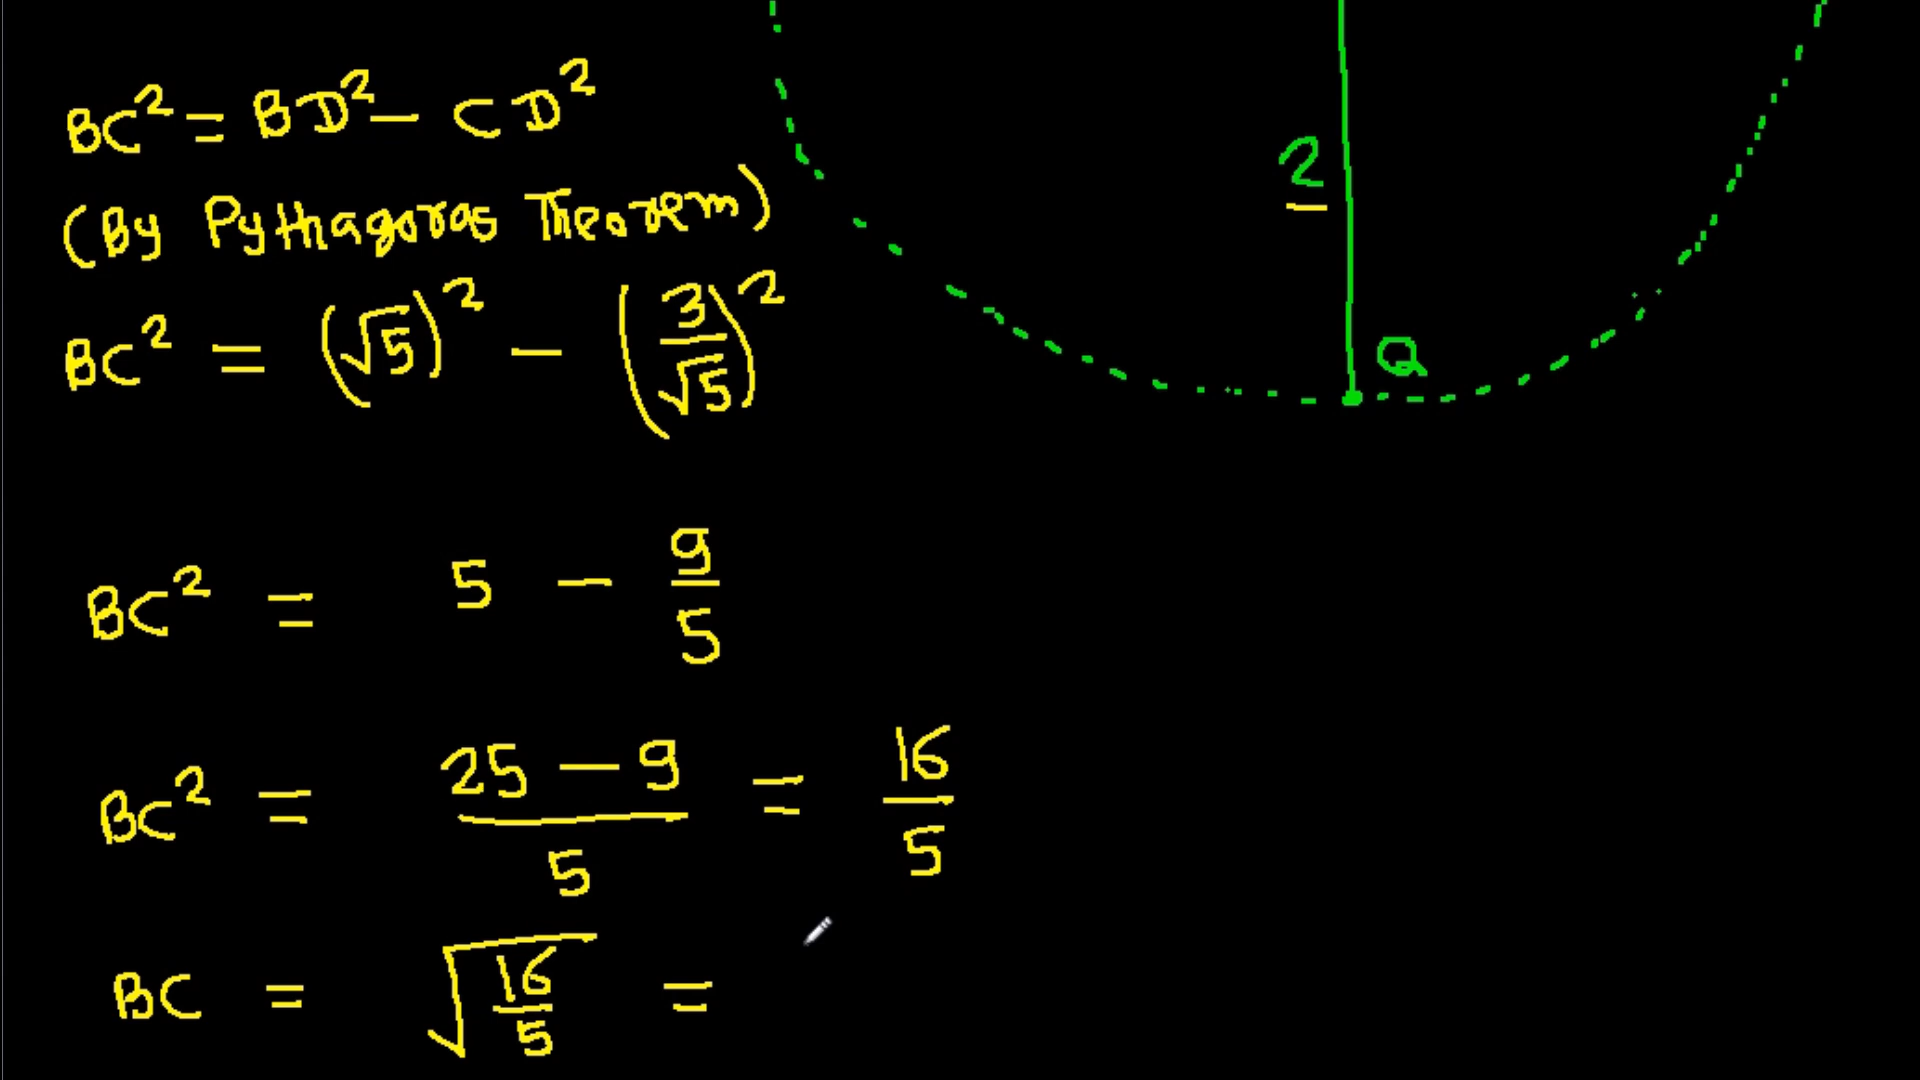 BC² = BD² - CD²
(By Pythagoras Theorem)
BC² = (√5)² - (3/√5)²
BC² = 5 - 9/5
BC² = 25 - 9 / 5 = 16/5
BC = √16/5 =
2
Q